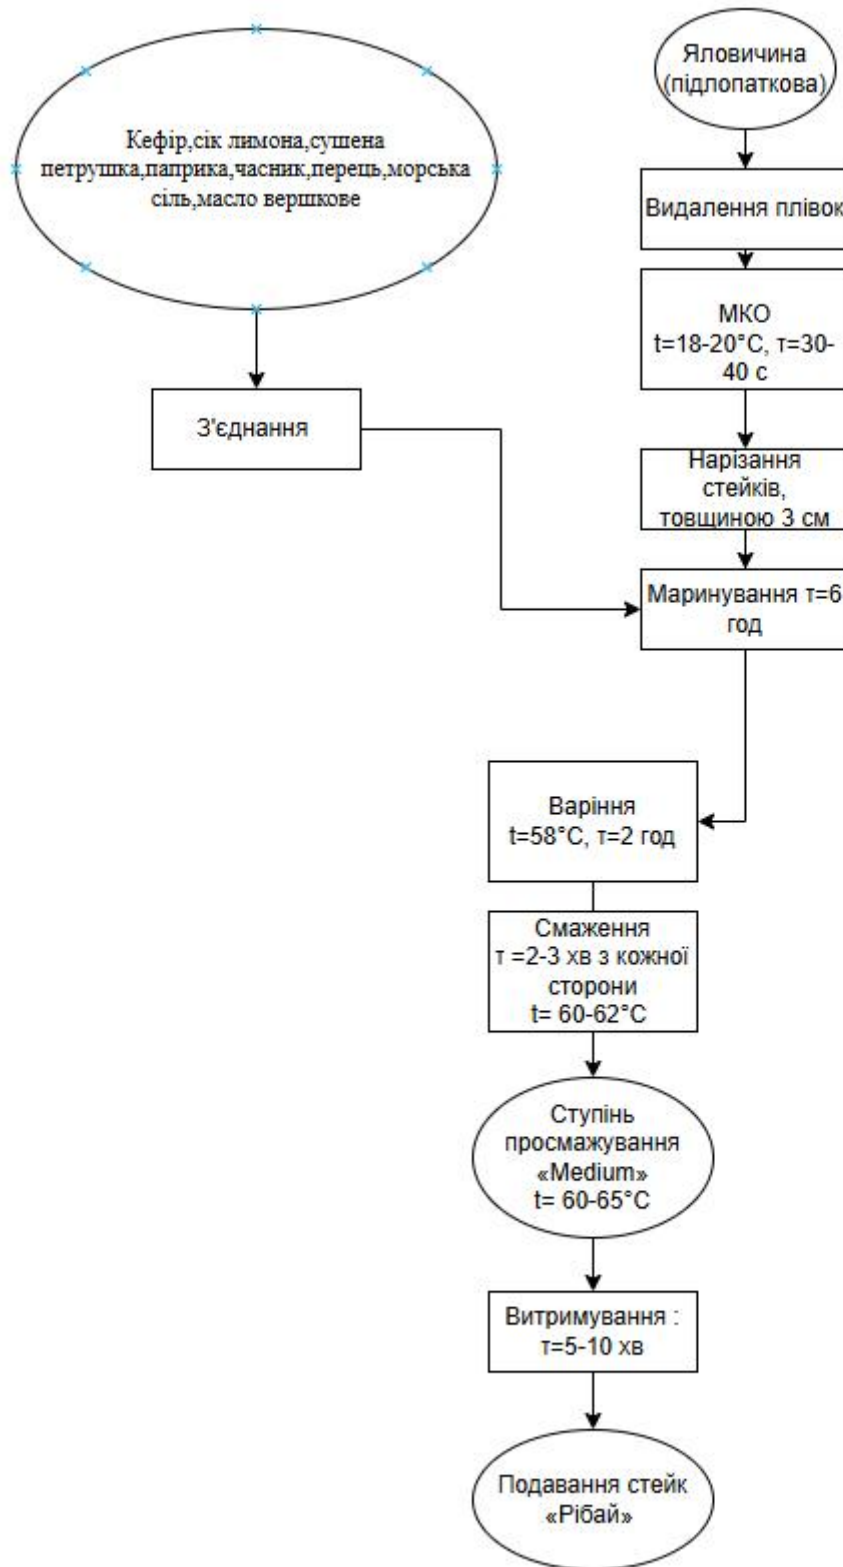 Яловичина
(підлопаткова)
Кефір,сік лимона,сушена
петрушка,паприка,часник,перець,морська
сіль,масло вершкове
Видалення плівок
МКО
t=18-20°C, т=30-
40 с
З'єднання
Нарізання
стейків,
товщиною 3 см
Маринування т=6
год
Варіння
t=58°C, т=2 год
Смаження
т =2-3 хв з кожної
сторони
t= 60-62°C
Ступінь
просмажування
«Medium»
t= 60-65°C
Витримування :
т=5-10 хв
Подавання стейк
«Рібай»